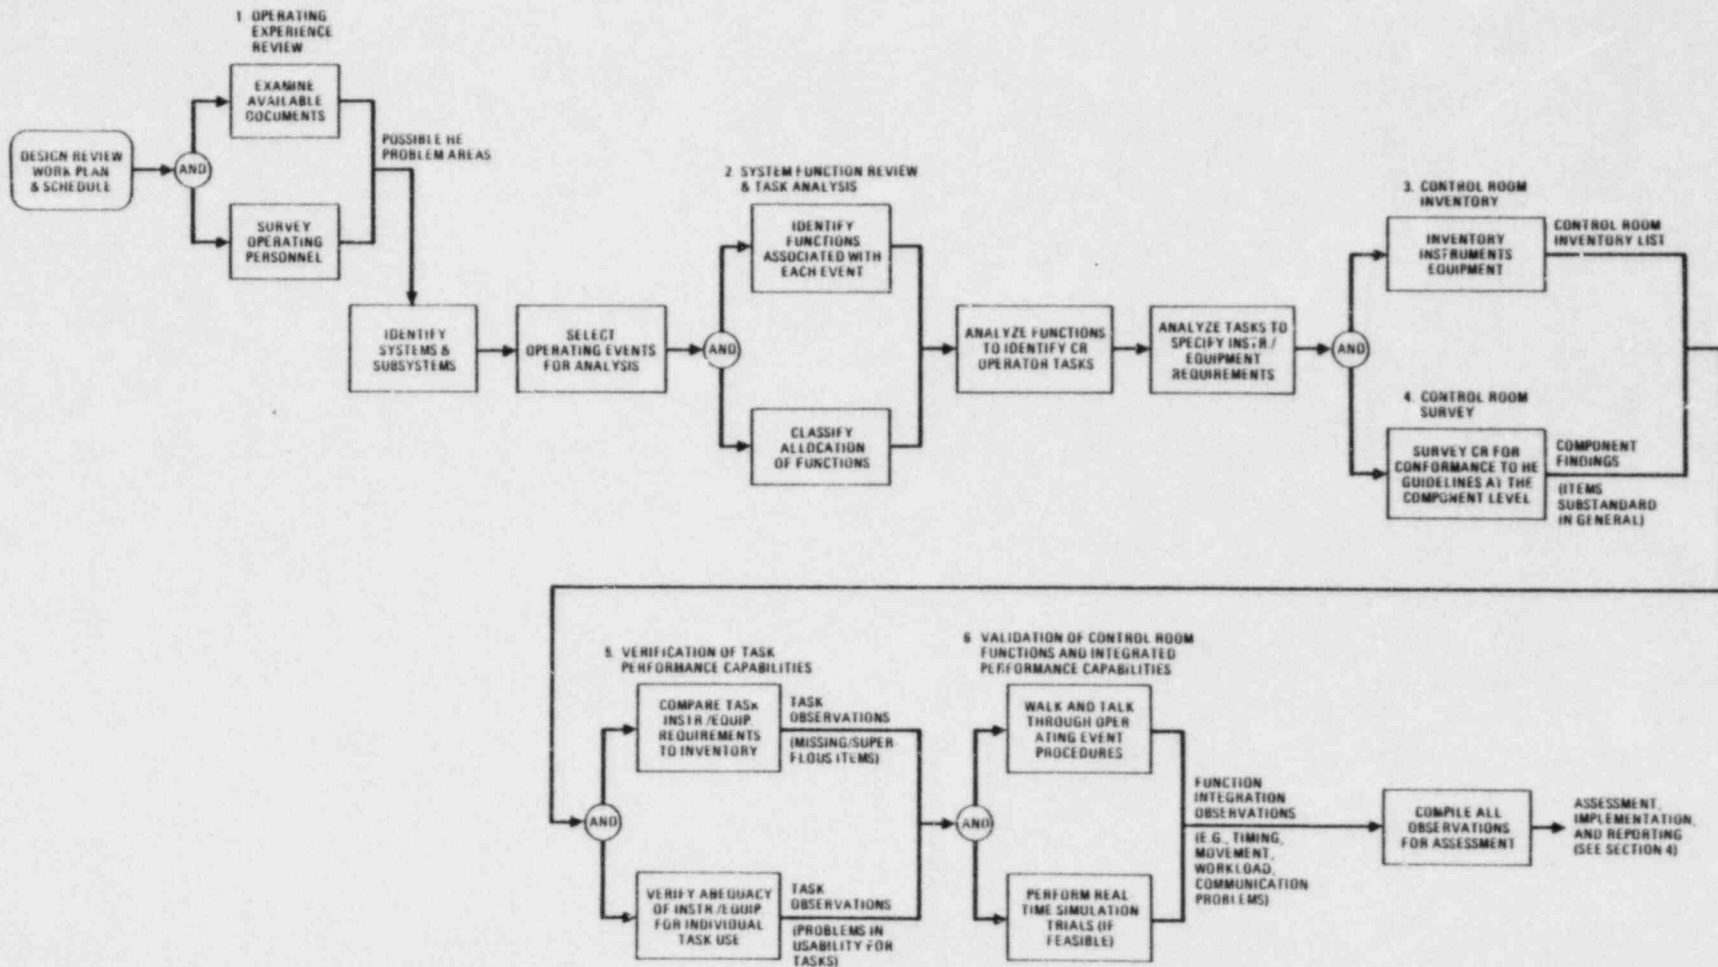 1. OPERATING
EXPERIENCE
REVIEW
EXAMINE
AVAILABLE
DOCUMENTS
DESIGN REVIEW
WORK PLAN
& SCHEDULE
AND
POSSIBLE HE
PROBLEM AREAS
SURVEY
OPERATING
PERSONNEL
IDENTIFY
SYSTEMS &
SUBSYSTEMS
SELECT
OPERATING EVENTS
FOR ANALYSIS
AND
2. SYSTEM FUNCTION REVIEW
& TASK ANALYSIS
IDENTIFY
FUNCTIONS
ASSOCIATED WITH
EACH EVENT
CLASSIFY
ALLOCATION
OF FUNCTIONS
ANALYZE FUNCTIONS
TO IDENTIFY CR
OPERATOR TASKS
ANALYZE TASKS TO
SPECIFY INSTR./
EQUIPMENT
REQUIREMENTS
AND
3. CONTROL ROOM
INVENTORY
INVENTORY
INSTRUMENTS
EQUIPMENT
CONTROL ROOM
INVENTORY LIST
4. CONTROL ROOM
SURVEY
SURVEY CR FOR
CONFORMANCE TO HE
GUIDELINES AT THE
COMPONENT LEVEL
COMPONENT
FINDINGS
(ITEMS
SUBSTANDARD
IN GENERAL)
5. VERIFICATION OF TASK
PERFORMANCE CAPABILITIES
COMPARE TASK
INSTR./EQUIP.
REQUIREMENTS
TO INVENTORY
TASK
OBSERVATIONS
(MISSING/SUPER-
FLOUS ITEMS)
AND
VERIFY ADEQUACY
OF INSTR./EQUIP.
FOR INDIVIDUAL
TASK USE
TASK
OBSERVATIONS
(PROBLEMS IN
USABILITY FOR
TASKS)
6. VALIDATION OF CONTROL ROOM
FUNCTIONS AND INTEGRATED
PERFORMANCE CAPABILITIES
WALK AND TALK
THROUGH OPER
ATING EVENT
PROCEDURES
AND
PERFORM REAL-
TIME SIMULATION
TRIALS (IF
FEASIBLE)
FUNCTION
INTEGRATION
OBSERVATIONS
(E.G., TIMING,
MOVEMENT,
WORKLOAD,
COMMUNICATION
PROBLEMS)
COMPILE ALL
OBSERVATIONS
FOR ASSESSMENT
ASSESSMENT,
IMPLEMENTATION,
AND REPORTING
(SEE SECTION 4)